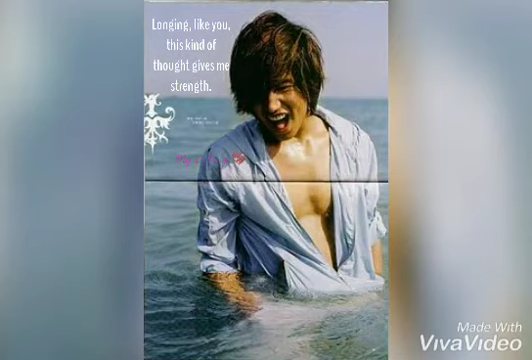 Longing, like you,
this kind of
thought gives me
strength.
Made With
VivaVideo